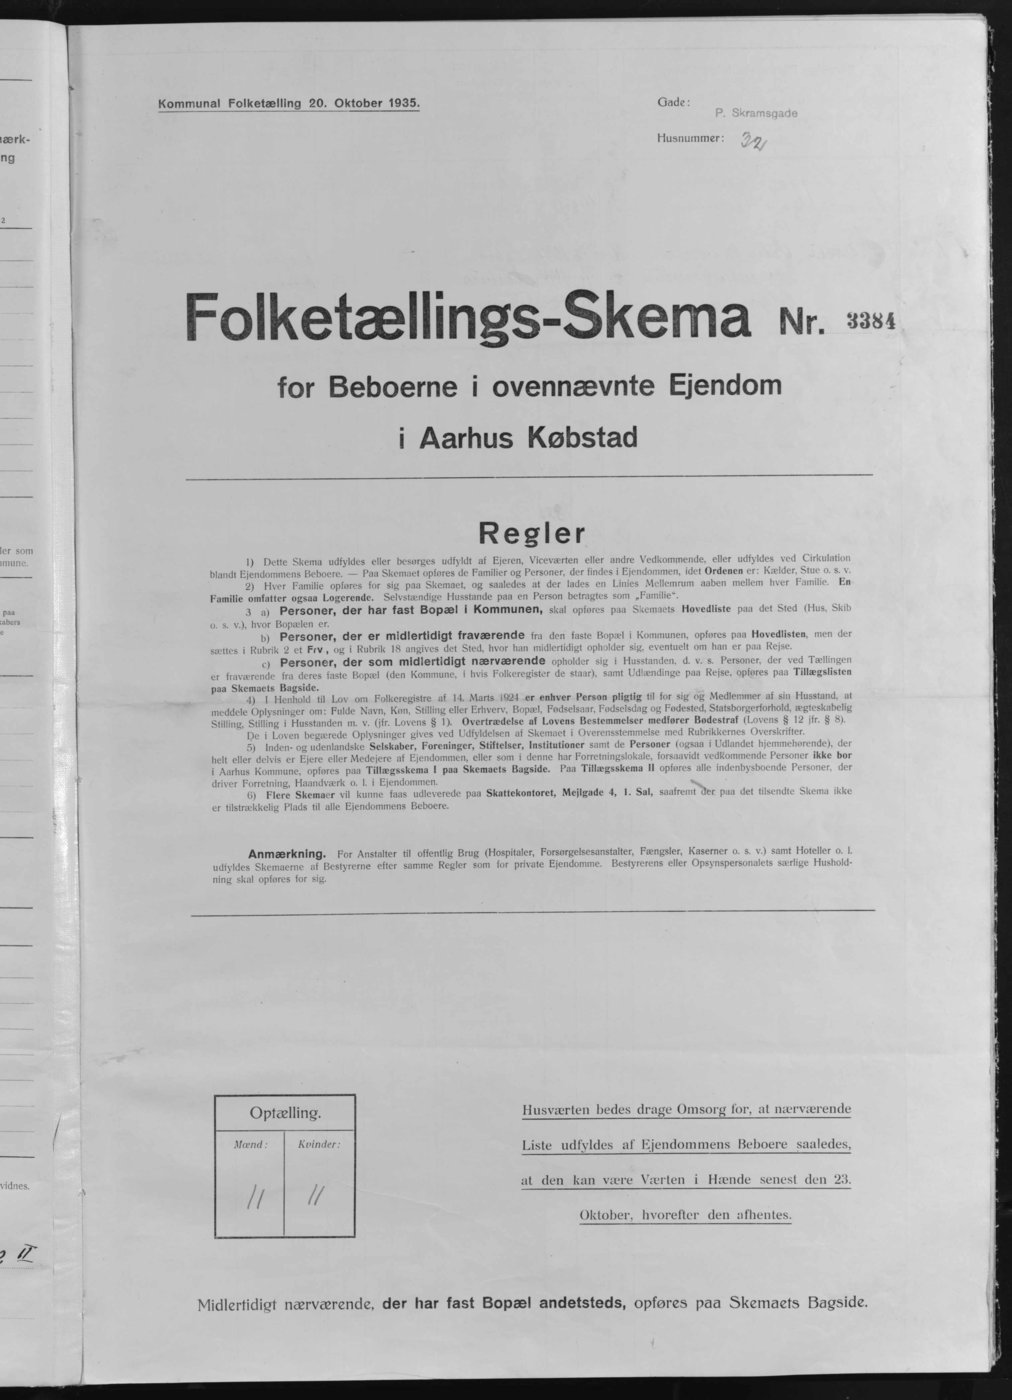 Kommunal Folketælling 20. Oktober 1935.
Gade:
P. Skramsgade
Husnummer: 32
Folketællings-Skema Nr. 3384
for Beboerne i ovennævnte Ejendom
i Aarhus Købstad
Regler
1) Dette Skema udfyldes eller besørges udfyldt af Ejeren, Viceværten eller andre Vedkommende, eller udfyldes ved Cirkulation
blandt Ejendommens Beboere. — Paa Skemaet opføres de Familier og Personer, der findes i Ejendommen, idet Ordenen er: Kælder, Stue o. s. v.
2) Hver Familie opføres for sig paa Skemaet, og saaledes at der lades en Linies Mellemrum aaben mellem hver Familie. En
Familie omfatter ogsaa Logerende. Selvstændige Husstande paa en Person betragtes som „Familie".
3 a) Personer, der har fast Bopæl i Kommunen, skal opføres paa Skemaets Hovedliste paa det Sted (Hus, Skib
o. s. v.), hvor Bopælen er.
b) Personer, der er midlertidigt fraværende fra den faste Bopæl i Kommunen, opføres paa Hovedlisten, men der
sættes i Rubrik 2 et Frv, og i Rubrik 18 angives det Sted, hvor han midlertidigt opholder sig, eventuelt om han er paa Rejse.
c) Personer, der som midlertidigt nærværende opholder sig i Husstanden, d. v. s. Personer, der ved Tællingen
er fraværende fra deres faste Bopæl (den Kommune, i hvis Folkeregister de staar), samt Udlændinge paa Rejse, opføres paa Tillægslisten
paa Skemaets Bagside.
4) I Henhold til Lov om Folkeregistre af 14. Marts 1924 er enhver Person pligtig til for sig og Medlemmer af sin Husstand, at
meddele Oplysninger om: Fulde Navn, Køn, Stilling eller Erhverv, Bopæl, Fødselsaar, Fødselsdag og Fødested, Statsborgerforhold, ægteskabelig
Stilling, Stilling i Husstanden m. v. (jfr. Lovens § 1). Overtrædelse af Lovens Bestemmelser medfører Bødestraf (Lovens § 12 jfr. § 8).
De i Loven begærede Oplysninger gives ved Udfyldelsen af Skemaet i Overensstemmelse med Rubrikkernes Overskrifter.
5) Inden- og udenlandske Selskaber, Foreninger, Stiftelser, Institutioner samt de Personer (ogsaa i Udlandet hjemmehørende), der
helt eller delvis er Ejere eller Medejere af Ejendommen, eller som i denne har Forretningslokale, forsaavidt vedkommende Personer ikke bor
i Aarhus Kommune, opføres paa Tillægsskema I paa Skemaets Bagside. Paa Tillægsskema II opføres alle indenbysboende Personer, der
driver Forretning, Haandværk o. l. i Ejendommen.
6) Flere Skemaer vil kunne faas udleverede paa Skattekontoret, Mejlgade 4, 1. Sal, saafremt der paa det tilsendte Skema ikke
er tilstrækkelig Plads til alle Ejendommens Beboere.
Anmærkning. For Anstalter til offentlig Brug (Hospitaler, Forsørgelsesanstalter, Fængsler, Kaserner o. s. v.) samt Hoteller o. l.
udfyldes Skemaerne af Bestyrerne efter samme Regler som for private Ejendomme. Bestyrerens eller Opsynspersonalets særlige Hushold-
ning skal opføres for sig.
Optælling.
Mænd: Kvinder:
11 11
Husværten bedes drage Omsorg for, at nærværende
Liste udfyldes af Ejendommens Beboere saaledes,
at den kan være Værten i Hænde senest den 23.
Oktober, hvorefter den afhentes.
Midlertidigt nærværende, der har fast Bopæl andetsteds, opføres paa Skemaets Bagside.